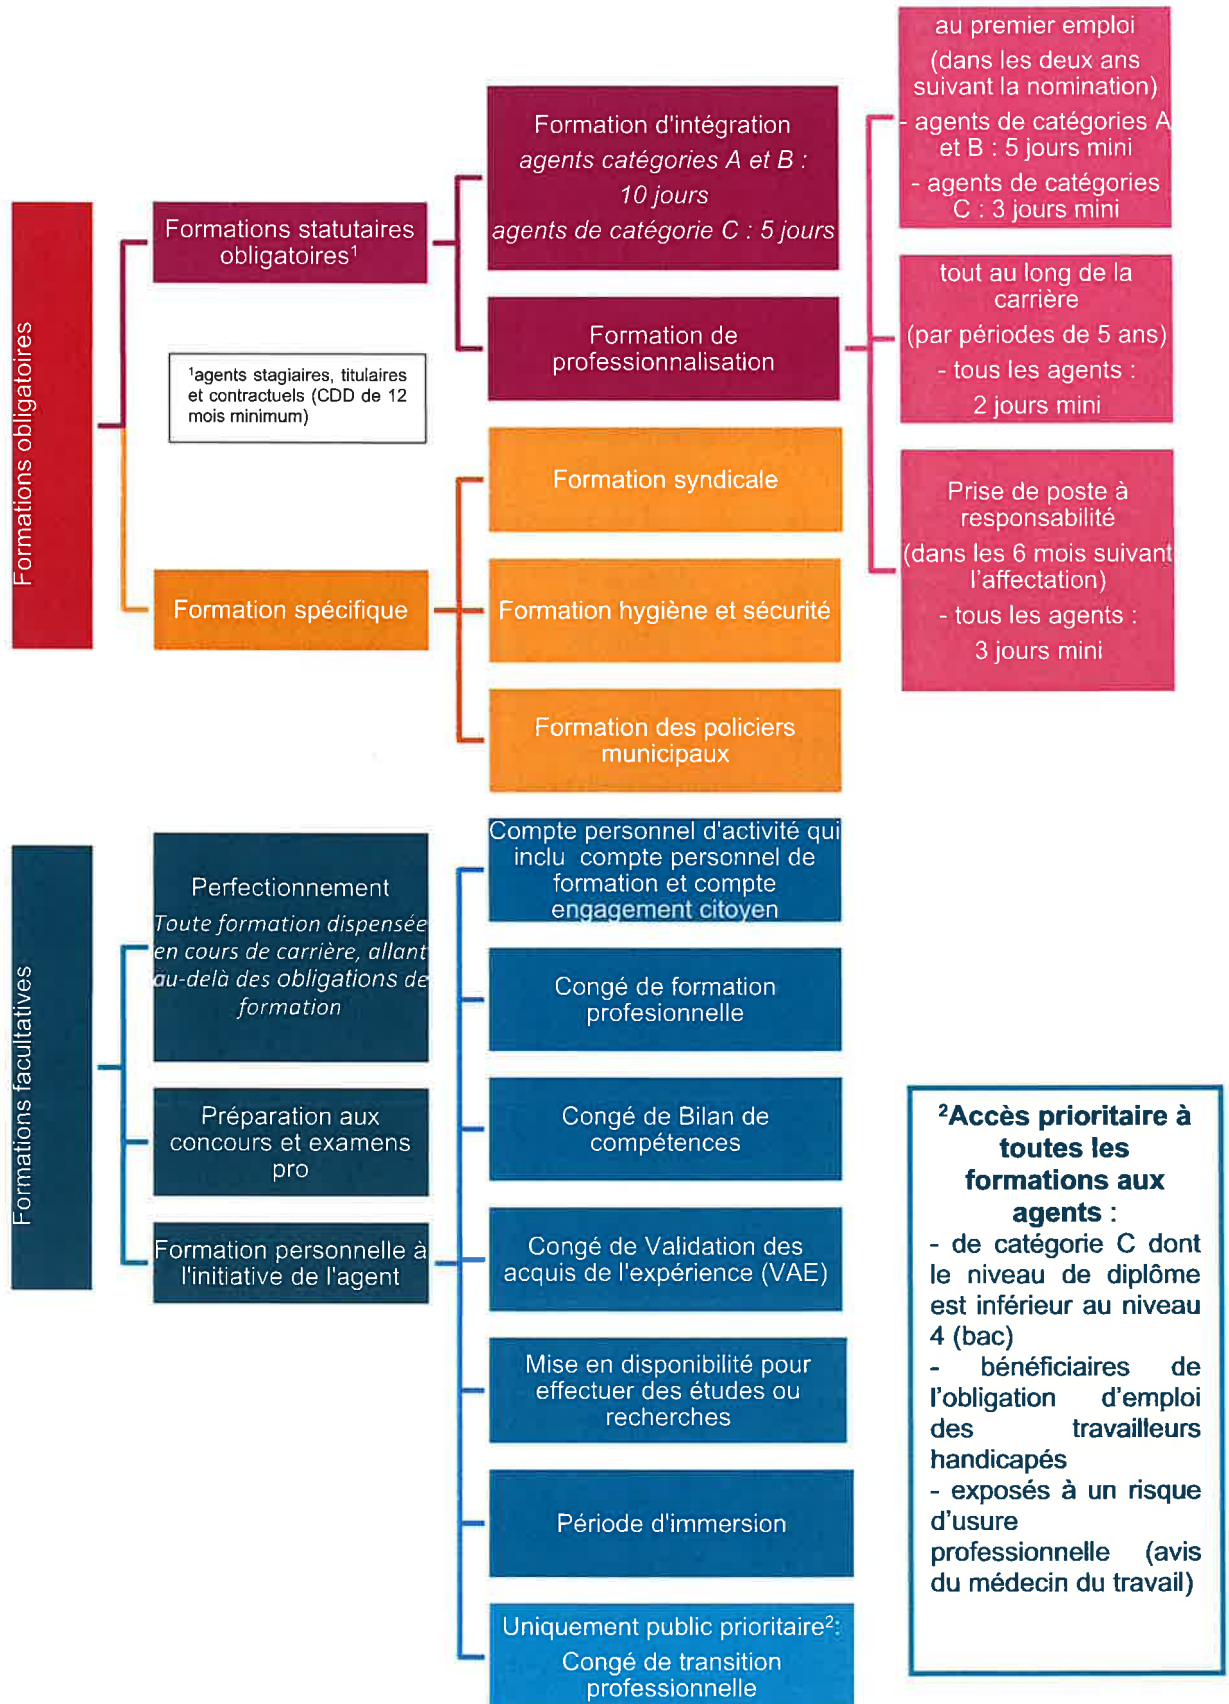 Formations obligatoires
Formations statutaires
obligatoires¹
¹agents stagiaires, titulaires
et contractuels (CDD de 12
mois minimum)
Formation d'intégration
agents catégories A et B :
10 jours
agents de catégorie C : 5 jours
Formation de
professionnalisation
au premier emploi
(dans les deux ans
suivant la nomination)
- agents de catégories A
et B : 5 jours mini
- agents de catégories
C : 3 jours mini
tout au long de la
carrière
(par périodes de 5 ans)
- tous les agents :
2 jours mini
Prise de poste à
responsabilité
(dans les 6 mois suivant
l'affectation)
- tous les agents :
3 jours mini
Formation spécifique
Formation syndicale
Formation hygiène et sécurité
Formation des policiers
municipaux
Formations facultatives
Perfectionnement
Toute formation dispensée
en cours de carrière, allant
au-delà des obligations de
formation
Préparation aux
concours et examens
pro
Formation personnelle à
l'initiative de l'agent
Compte personnel d'activité qui
inclu compte personnel de
formation et compte
engagement citoyen
Congé de formation
profesionnelle
Congé de Bilan de
compétences
Congé de Validation des
acquis de l'expérience (VAE)
Mise en disponibilité pour
effectuer des études ou
recherches
Période d'immersion
Uniquement public prioritaire²:
Congé de transition
professionnelle
²Accès prioritaire à
toutes les
formations aux
agents :
- de catégorie C dont
le niveau de diplôme
est inférieur au niveau
4 (bac)
- bénéficiaires de
l'obligation d'emploi
des travailleurs
handicapés
- exposés à un risque
d'usure
professionnelle (avis
du médecin du travail)